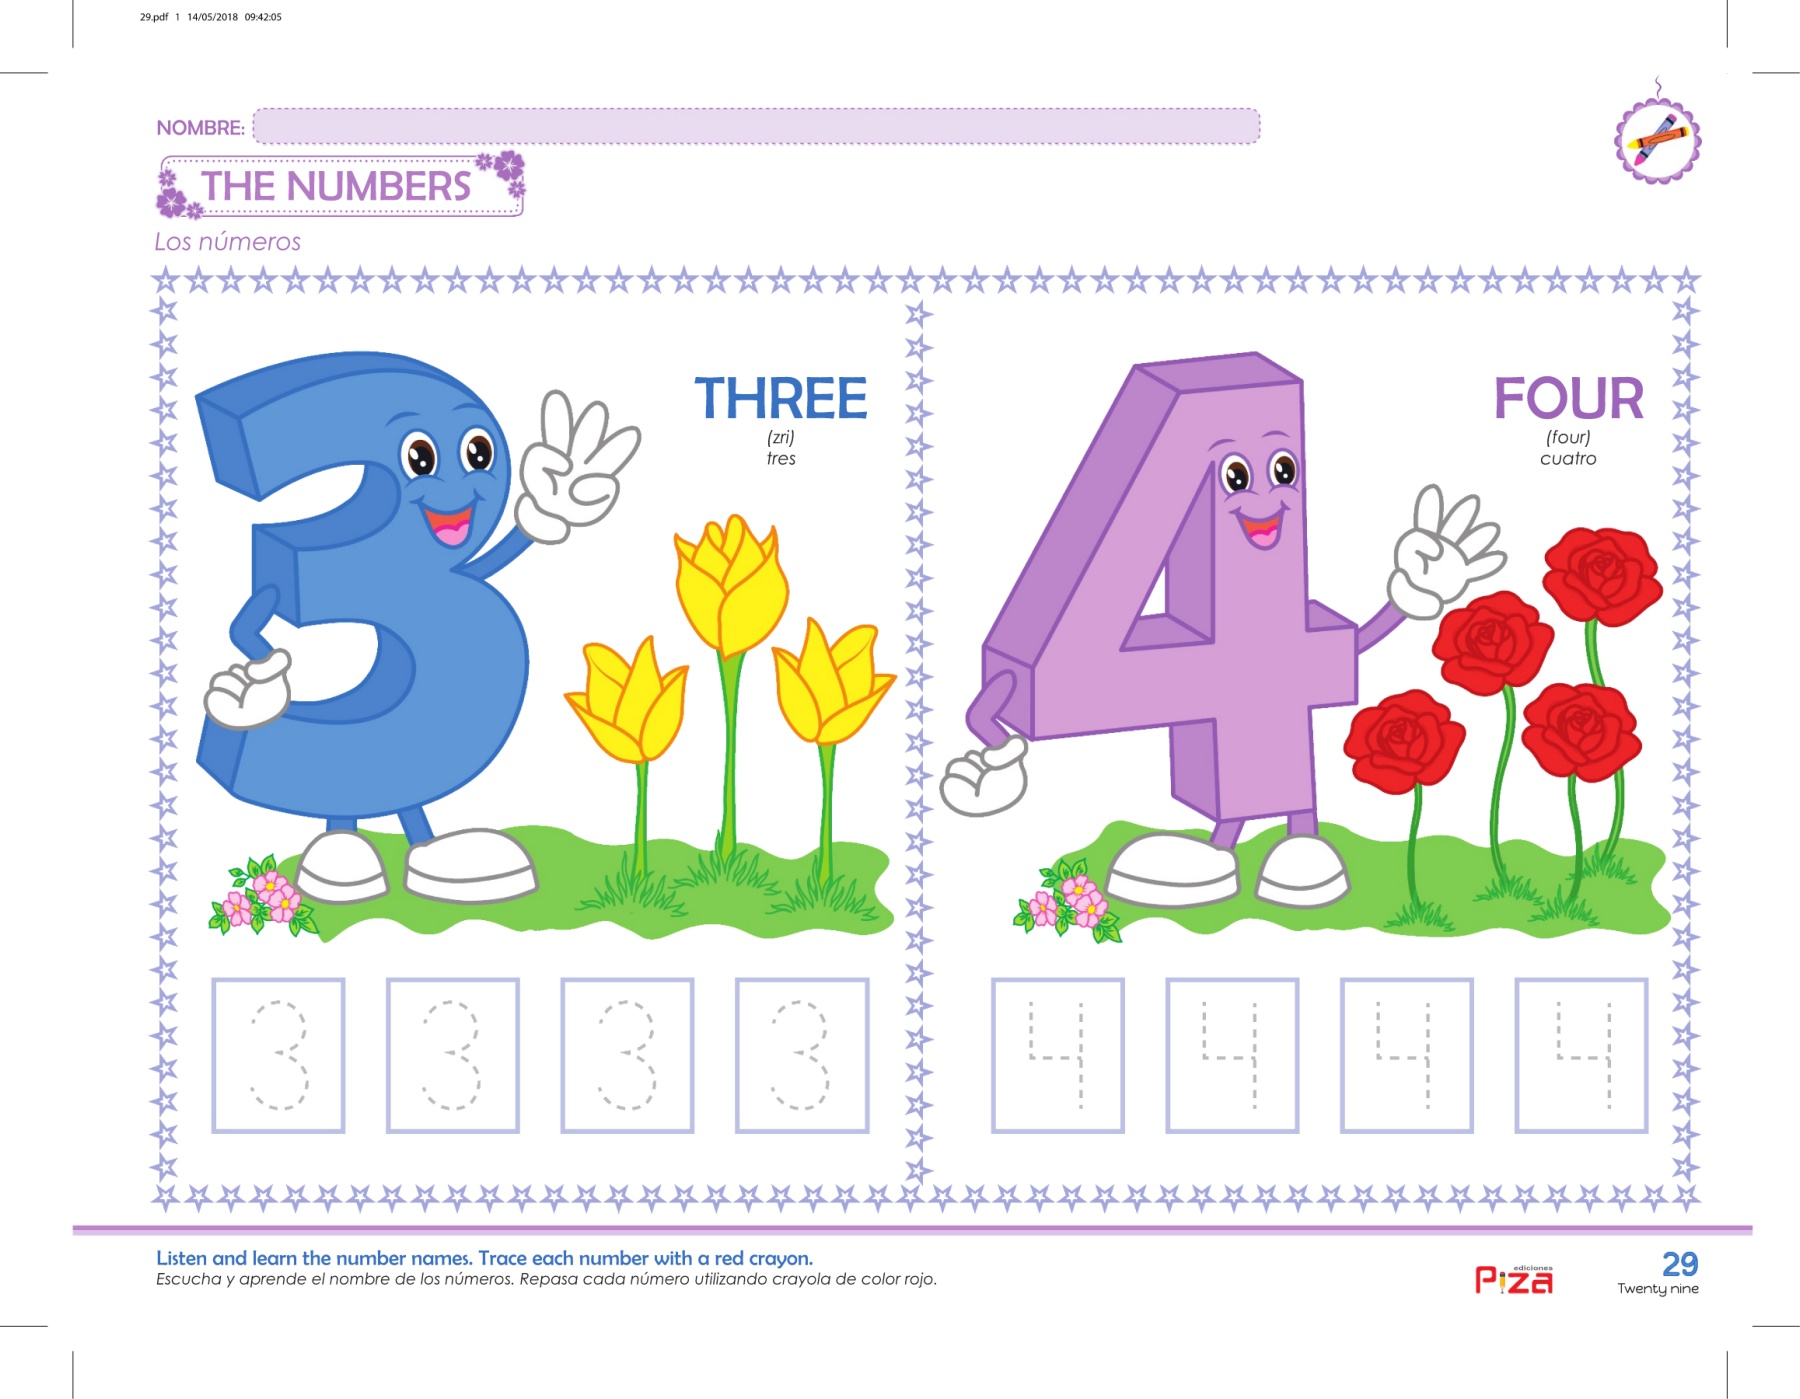 29.pdf 1 14/05/2018 09:42:05
NOMBRE:
THE NUMBERS
Los números
THREE
(zri)
tres
FOUR
(four)
cuatro
3 3 3 3
4 4 4 4
Listen and learn the number names. Trace each number with a red crayon.
Escucha y aprende el nombre de los números. Repasa cada número utilizando crayola de color rojo.
ediciones
Piza
29
Twenty nine